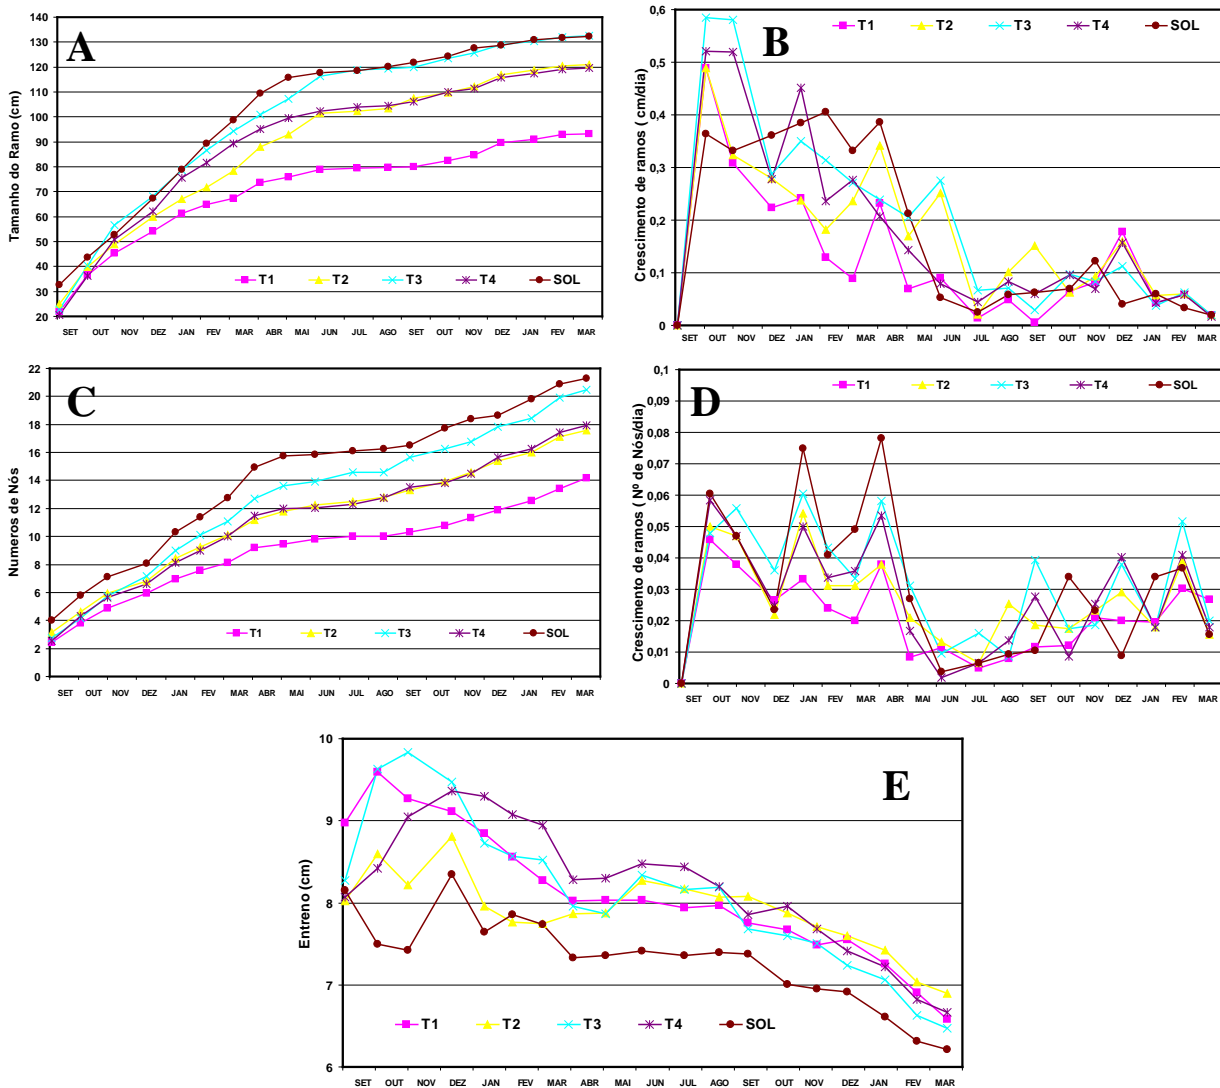 A
Tamanho do Ramo (cm)
140
130
120
110
100
90
80
70
60
50
40
30
20
T1 T2 T3 T4 SOL
SET OUT NOV DEZ JAN FEV MAR ABR MAI JUN JUL AGO SET OUT NOV DEZ JAN FEV MAR
B
Crescimento de ramos ( cm/dia)
0,6
0,5
0,4
0,3
0,2
0,1
0
T1 T2 T3 T4 SOL
SET OUT NOV DEZ JAN FEV MAR ABR MAI JUN JUL AGO SET OUT NOV DEZ JAN FEV MAR
C
Numeros de Nós
22
20
18
16
14
12
10
8
6
4
2
0
T1 T2 T3 T4 SOL
SET OUT NOV DEZ JAN FEV MAR ABR MAI JUN JUL AGO SET OUT NOV DEZ JAN FEV MAR
D
Crescimento de ramos ( Nº de Nós/dia)
0,1
0,09
0,08
0,07
0,06
0,05
0,04
0,03
0,02
0,01
0
T1 T2 T3 T4 SOL
SET OUT NOV DEZ JAN FEV MAR ABR MAI JUN JUL AGO SET OUT NOV DEZ JAN FEV MAR
E
Entreno (cm)
10
9
8
7
6
T1 T2 T3 T4 SOL
SET OUT NOV DEZ JAN FEV MAR ABR MAI JUN JUL AGO SET OUT NOV DEZ JAN FEV MAR